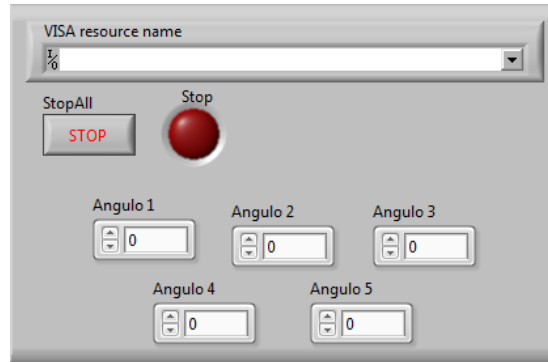 VISA resource name
I/O
StopAll
Stop
STOP
Angulo 1
Angulo 2
Angulo 3
0
0
0
Angulo 4
Angulo 5
0
0